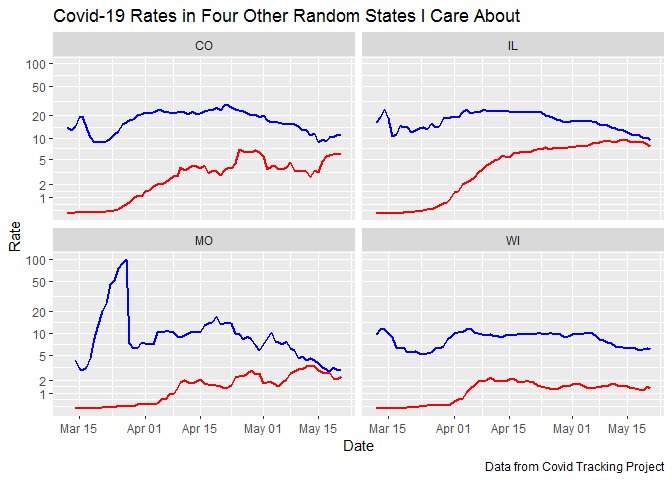 Covid-19 Rates in Four Other Random States I Care About
CO
IL
100
50
20
10
5
2
1
Rate
MO
WI
100
50
20
10
5
2
1
Mar 15
Apr 01
Apr 15
May 01
May 15
Mar 15
Apr 01
Apr 15
May 01
May 15
Date
Data from Covid Tracking Project